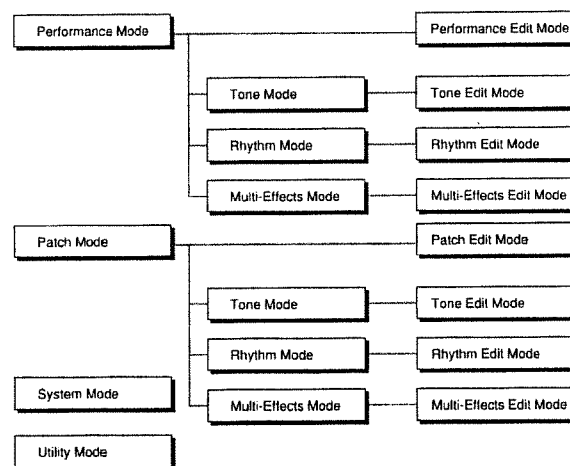 Performance Mode
Performance Edit Mode
Tone Mode
Tone Edit Mode
Rhythm Mode
Rhythm Edit Mode
Multi-Effects Mode
Multi-Effects Edit Mode
Patch Mode
Patch Edit Mode
Tone Mode
Tone Edit Mode
Rhythm Mode
Rhythm Edit Mode
System Mode
Multi-Effects Mode
Multi-Effects Edit Mode
Utility Mode